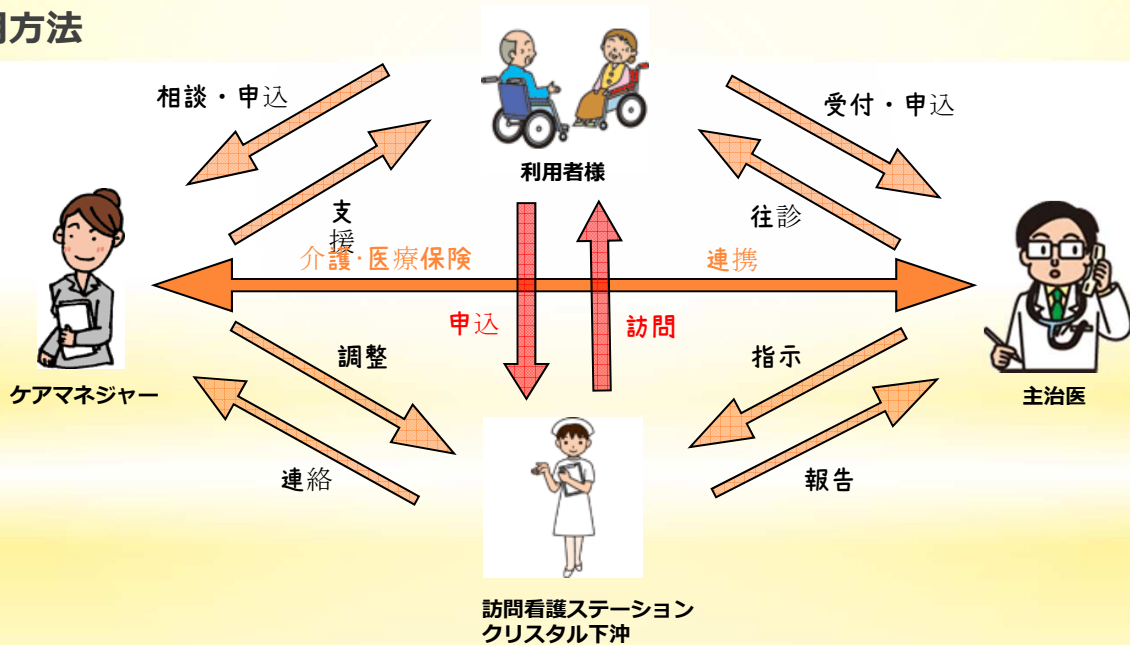 用方法
相談・申込
受付・申込
利用者様
支
援
往診
介護·医療保険
連携
申込
訪問
調整
指示
ケアマネジャー
主治医
連絡
報告
訪問看護ステーション
クリスタル下沖